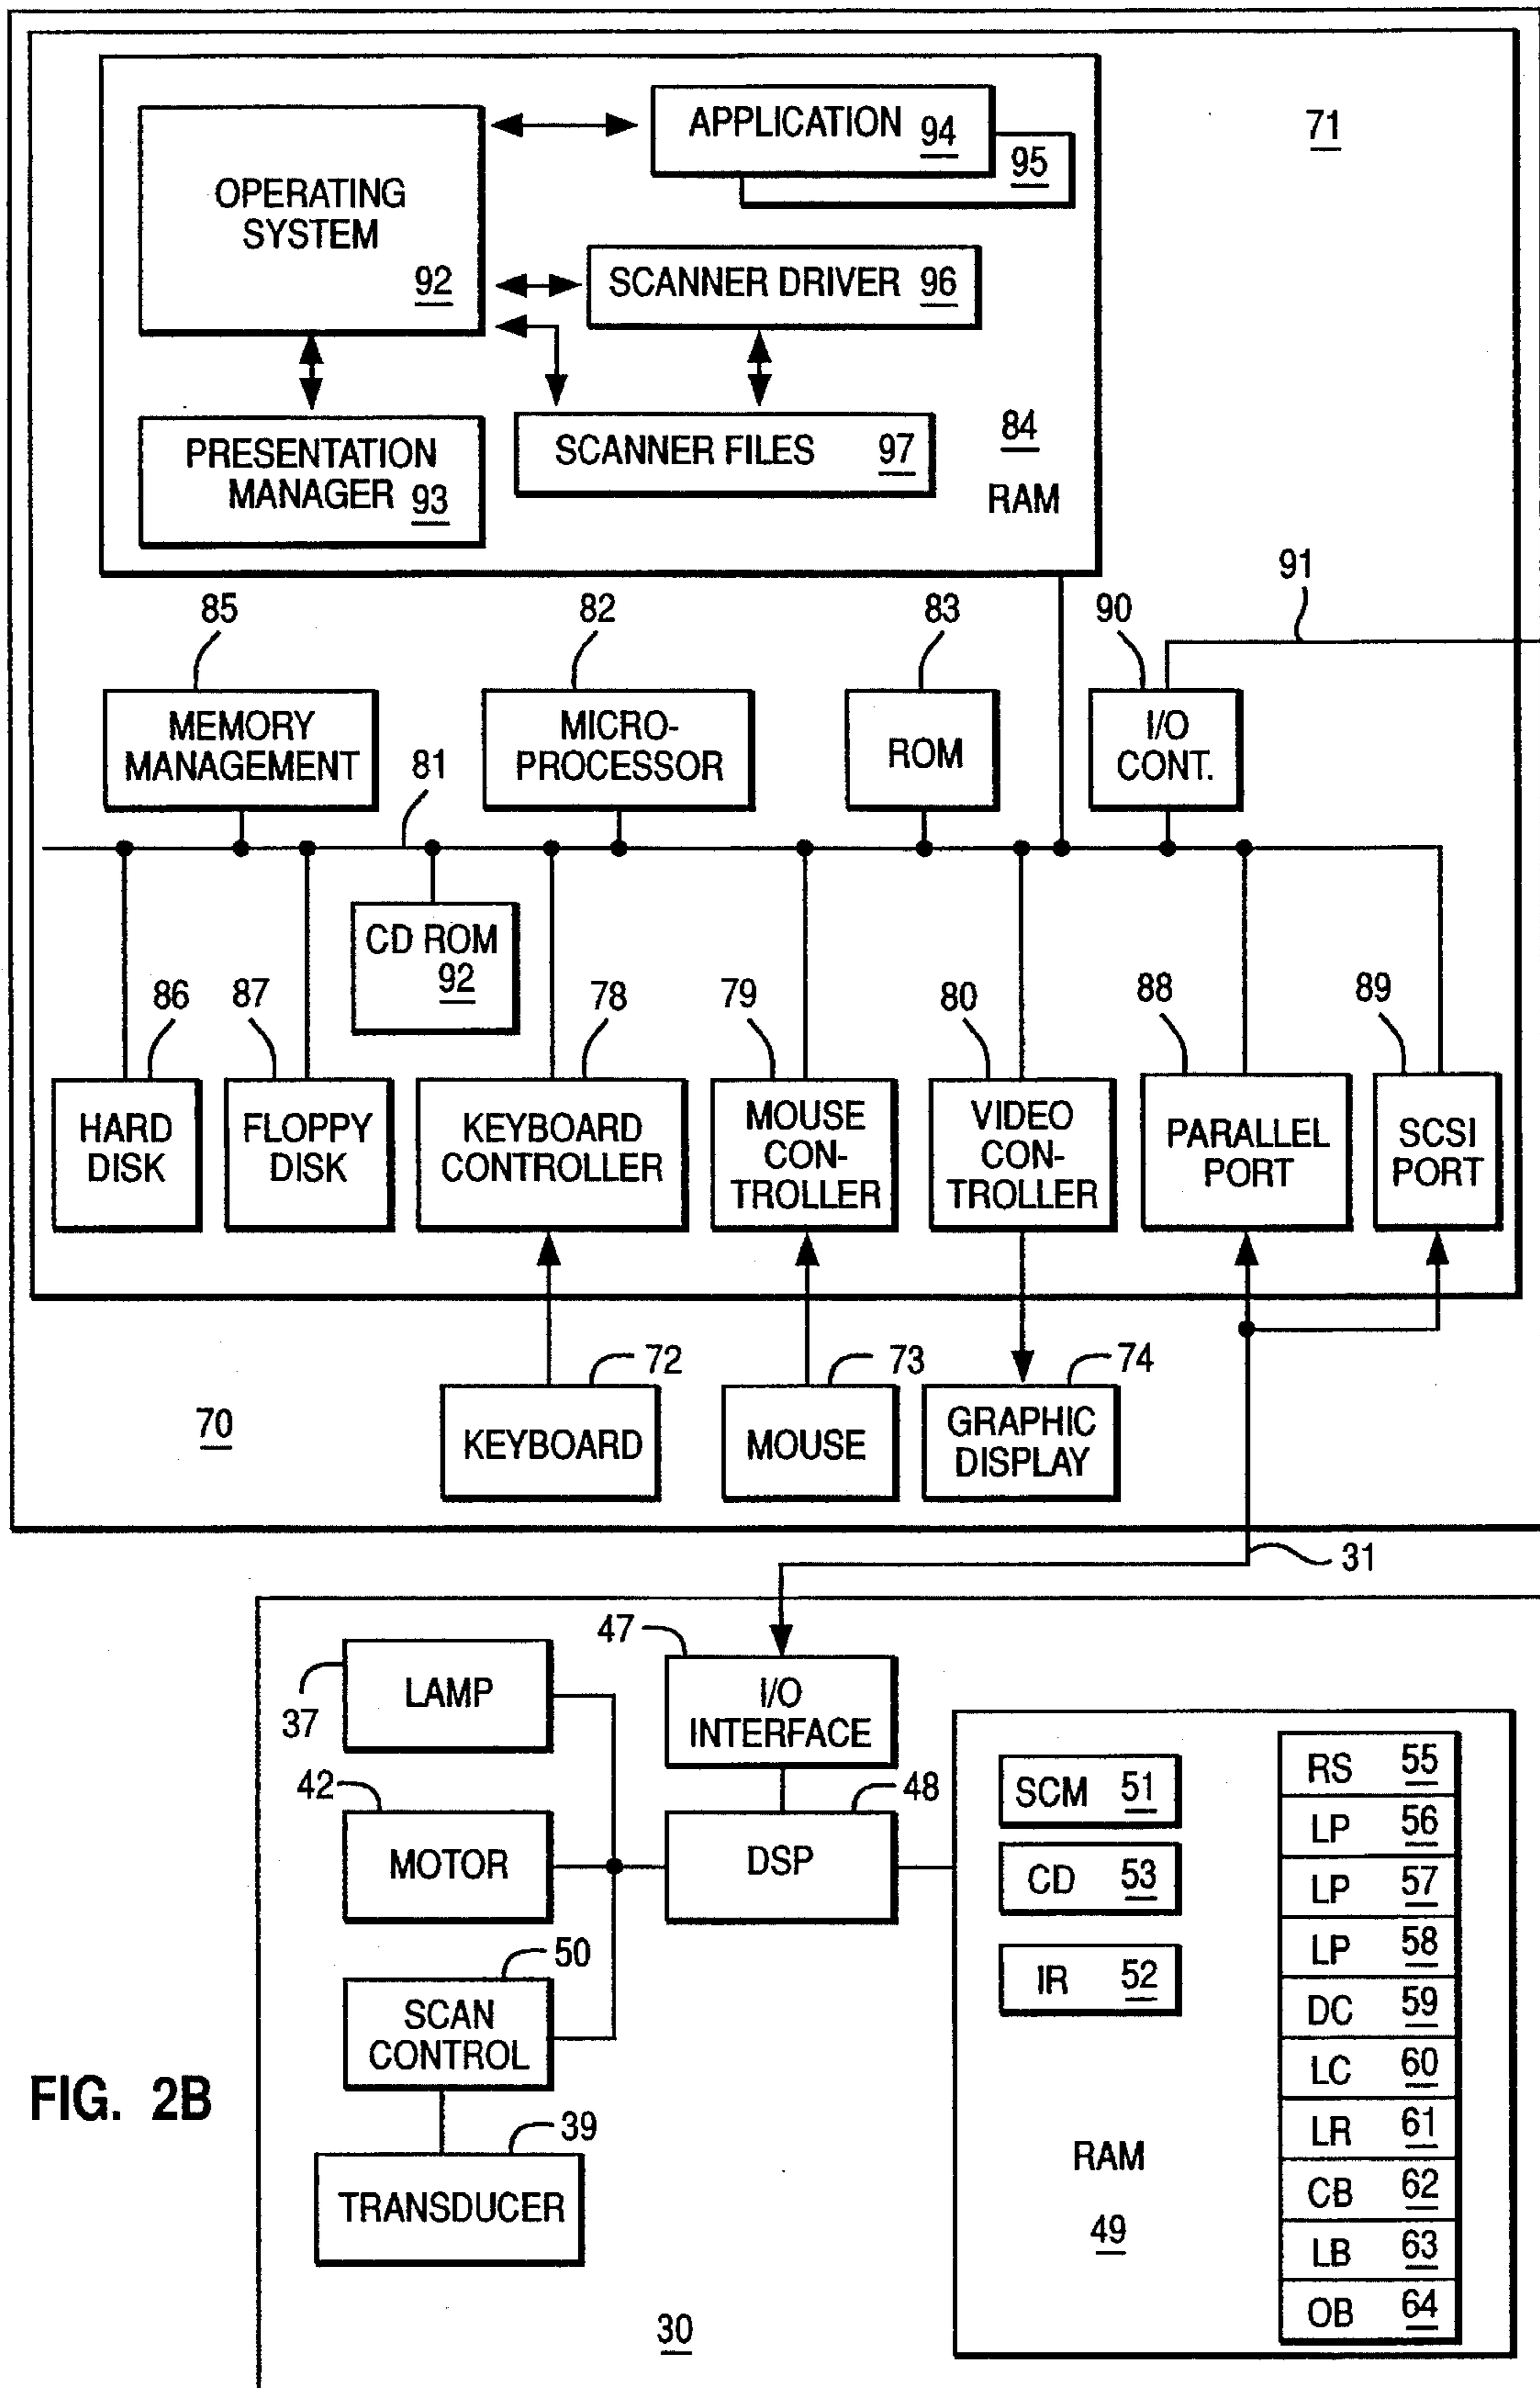 APPLICATION 94
95
71
OPERATING
SYSTEM
92
SCANNER DRIVER 96
PRESENTATION
MANAGER 93
SCANNER FILES 97
84
RAM
91
85
82
83
90
MEMORY
MANAGEMENT
MICRO-
PROCESSOR
ROM
I/O
CONT.
81
CD ROM
92
86
87
78
79
80
88
89
HARD
DISK
FLOPPY
DISK
KEYBOARD
CONTROLLER
MOUSE
CON-
TROLLER
VIDEO
CON-
TROLLER
PARALLEL
PORT
SCSI
PORT
72
73
74
70
KEYBOARD
MOUSE
GRAPHIC
DISPLAY
31
47
37
LAMP
I/O
INTERFACE
42
MOTOR
48
DSP
50
SCAN
CONTROL
39
TRANSDUCER
SCM 51
CD 53
IR 52
RAM
49
RS 55
LP 56
LP 57
LP 58
DC 59
LC 60
LR 61
CB 62
LB 63
OB 64
30
FIG. 2B